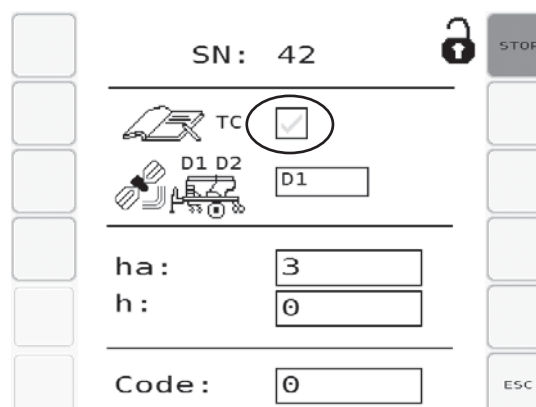 SN: 42
STOP
TC
D1 D2
D1
ha: 3
h: 0
Code: 0
ESC